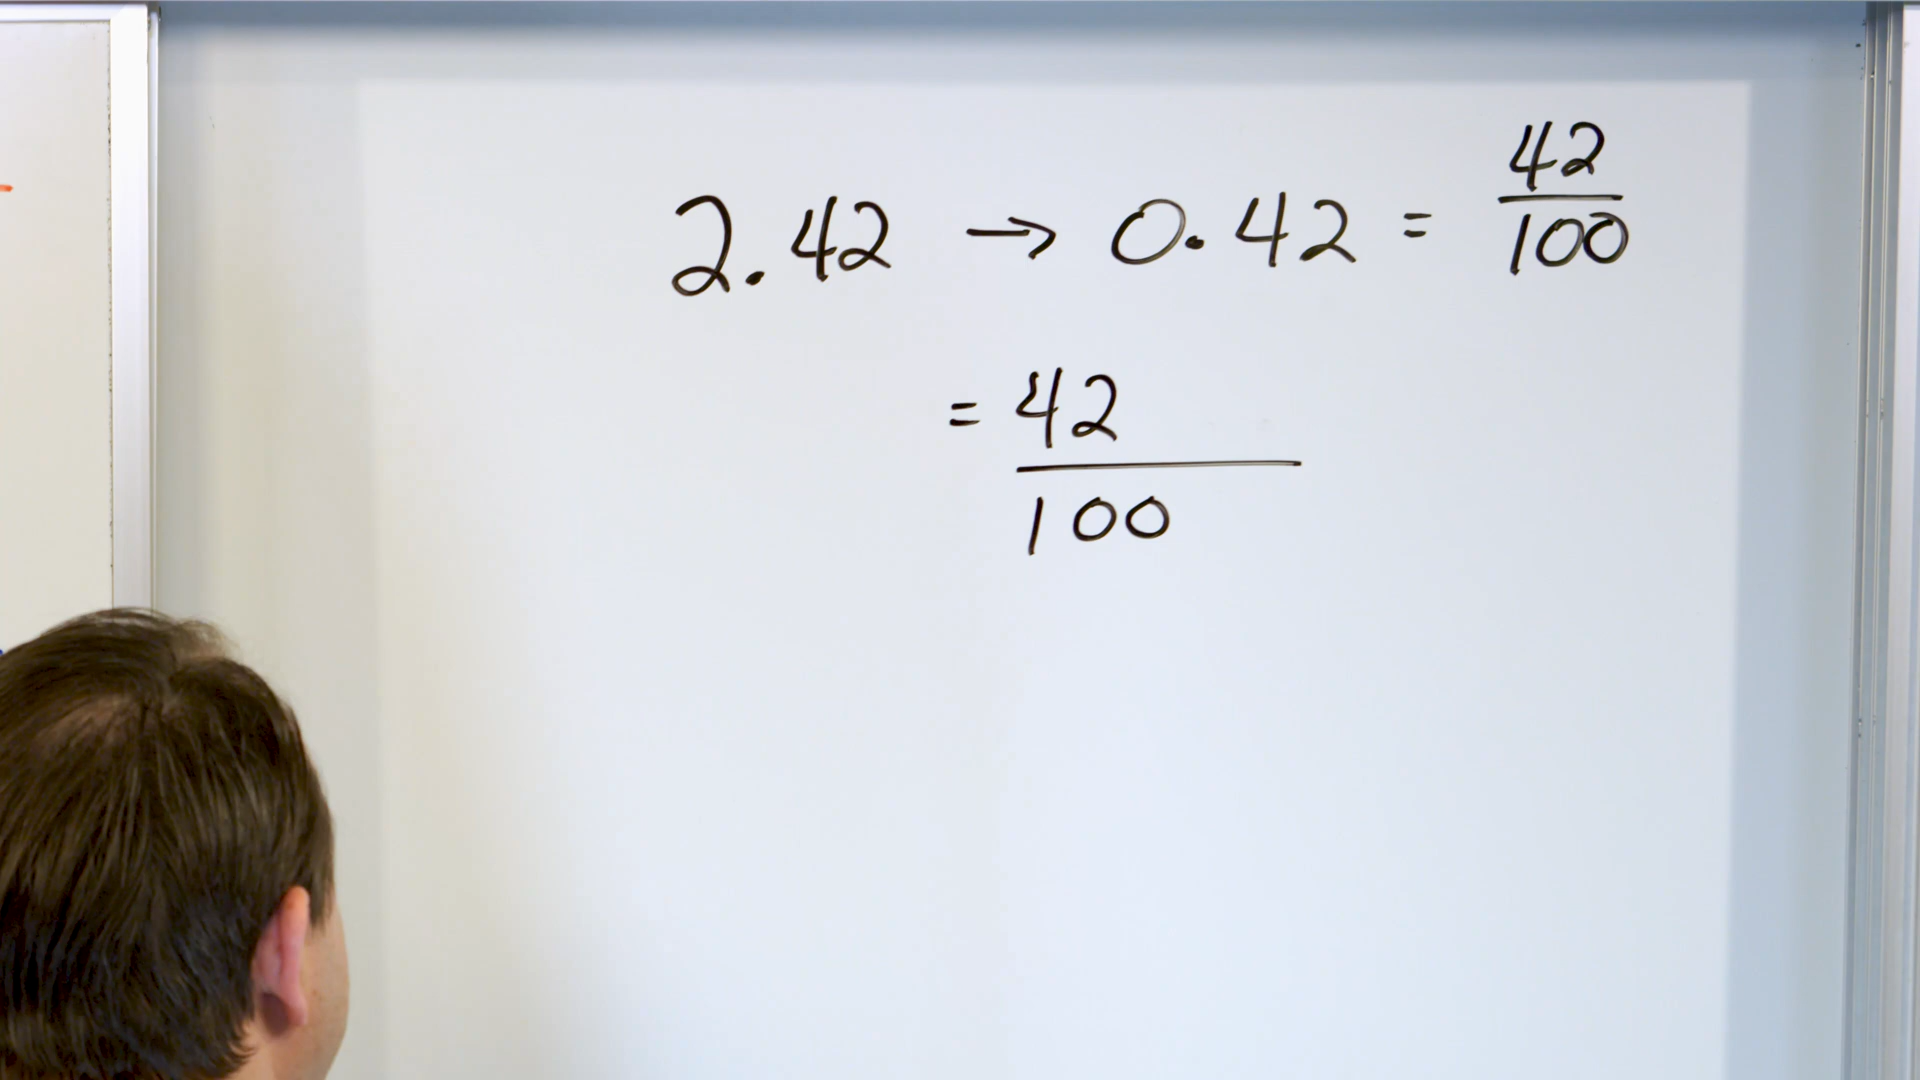 2.42 → 0.42 = 42/100
= 42/100